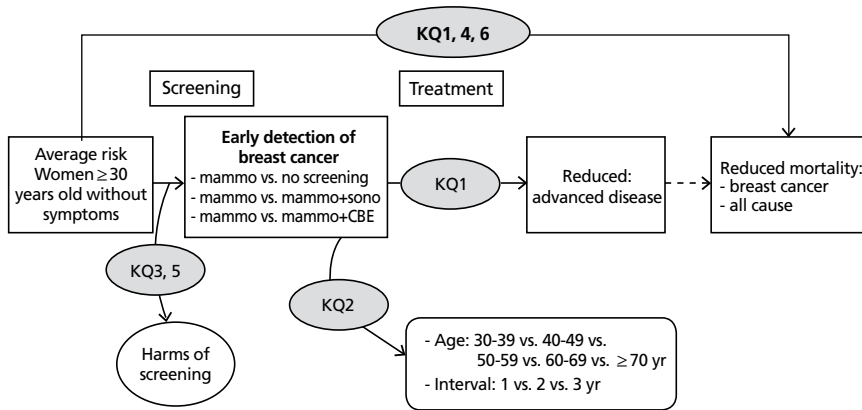 KQ1, 4, 6
Screening
Treatment
Average risk
Women ≥30
years old without
symptoms
Early detection of
breast cancer
- mammo vs. no screening
- mammo vs. mammo+sono
- mammo vs. mammo+CBE
KQ1
Reduced:
advanced disease
Reduced mortality:
- breast cancer
- all cause
KQ3, 5
KQ2
Harms of
screening
- Age: 30-39 vs. 40-49 vs.
50-59 vs. 60-69 vs. ≥70 yr
- Interval: 1 vs. 2 vs. 3 yr